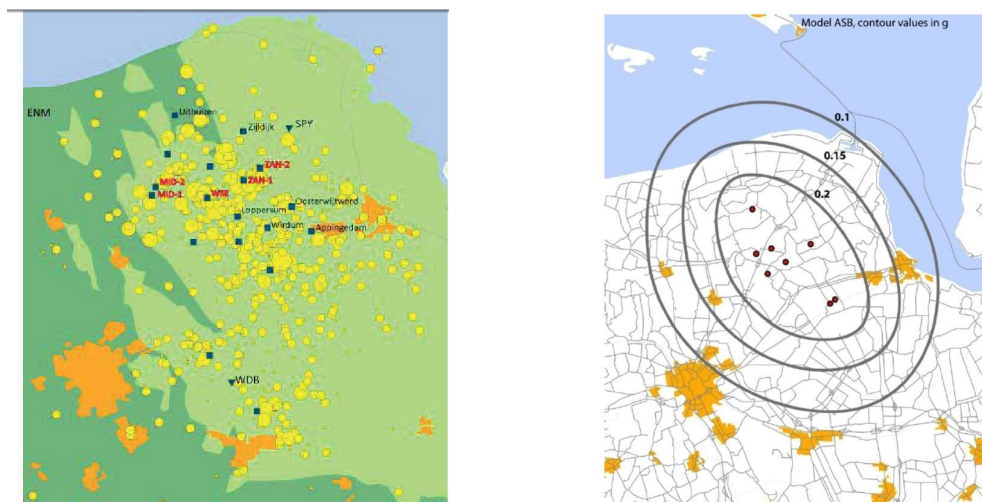 ENM
Uithuizen
Zijldijk
SPY
ZAN-2
ZAN-1
MID-2
MID-1
WSE
Oosterwijtwerd
Loppersum
Wirdum
Appingedam
WDB
Model ASB, contour values in g
0.1
0.15
0.2